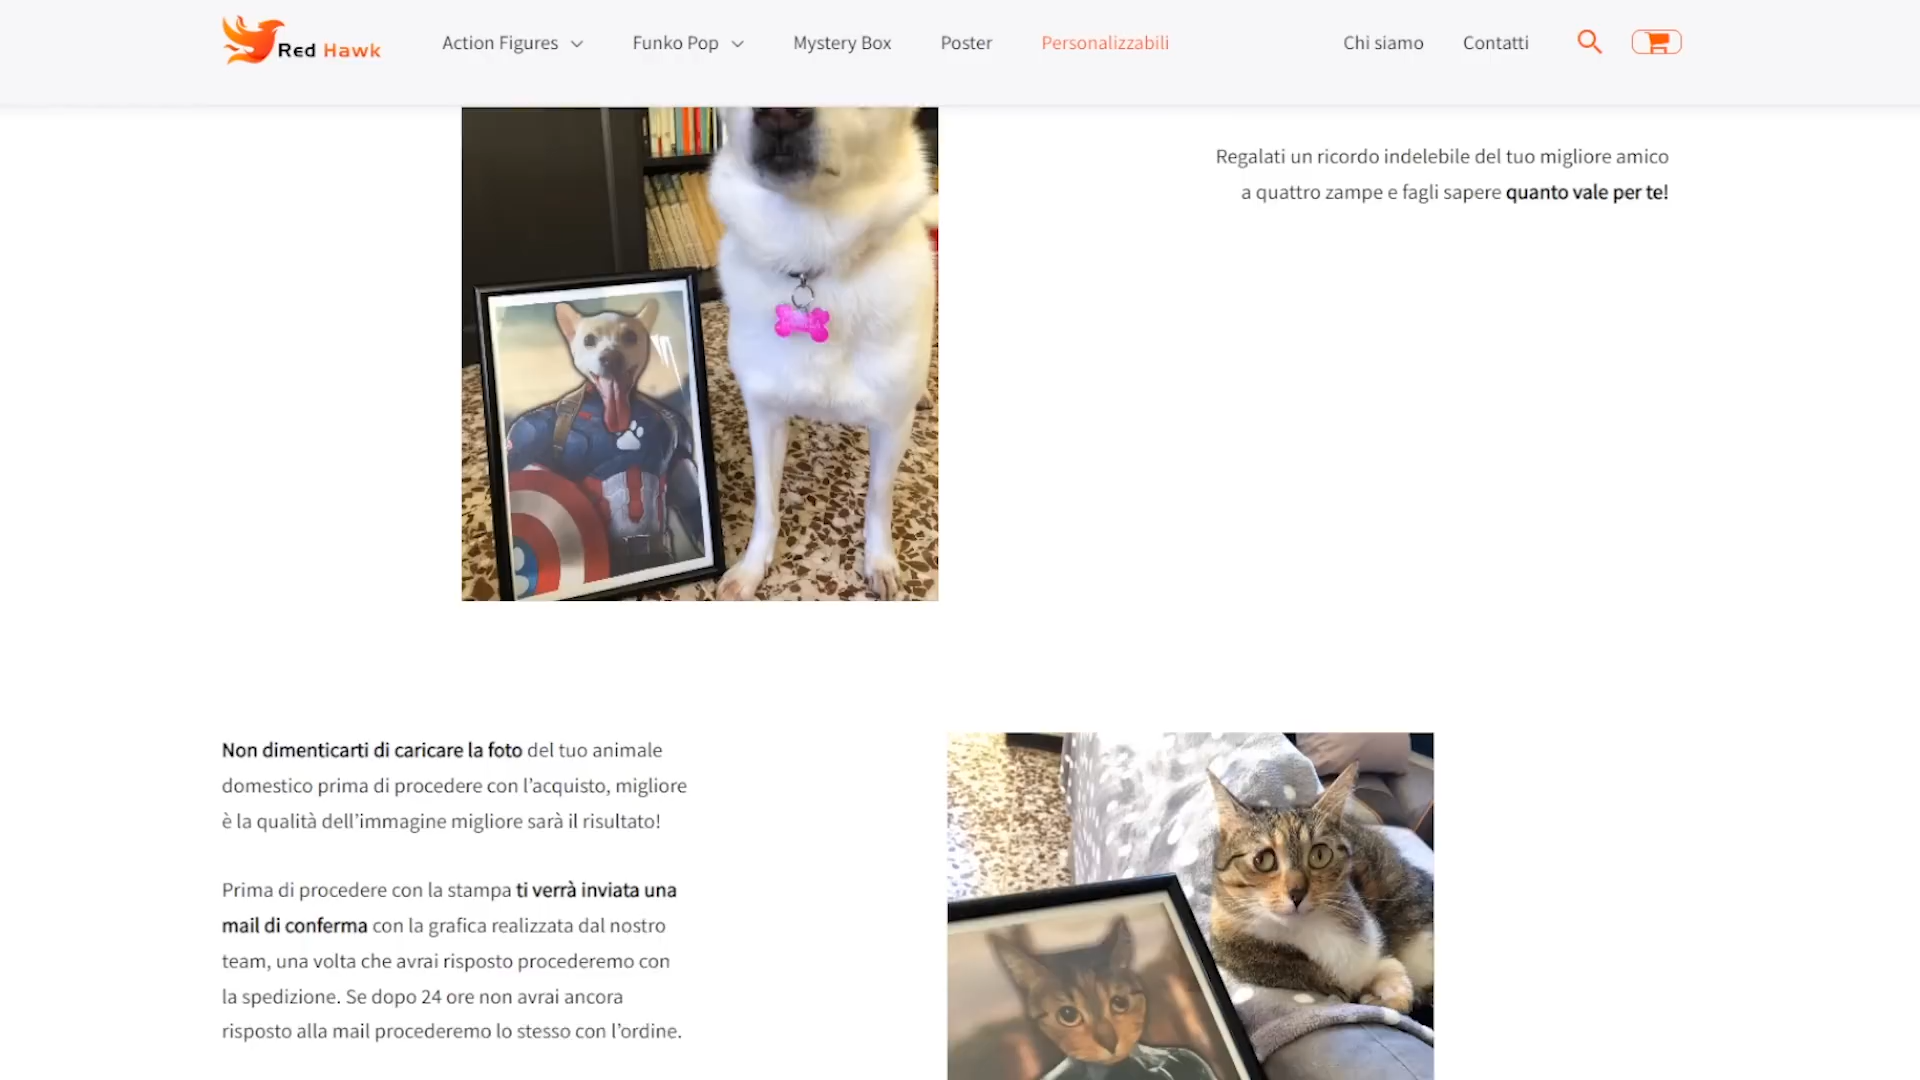 Red Hawk
Action Figures
Funko Pop
Mystery Box
Poster
Personalizzabili
Chi siamo
Contatti
Regalati un ricordo indelebile del tuo migliore amico
a quattro zampe e fagli sapere quanto vale per te!
Non dimenticarti di caricare la foto del tuo animale
domestico prima di procedere con l’acquisto, migliore
è la qualità dell’immagine migliore sarà il risultato!
Prima di procedere con la stampa ti verrà inviata una
mail di conferma con la grafica realizzata dal nostro
team, una volta che avrai risposto procederemo con
la spedizione. Se dopo 24 ore non avrai ancora
risposto alla mail procederemo lo stesso con l’ordine.